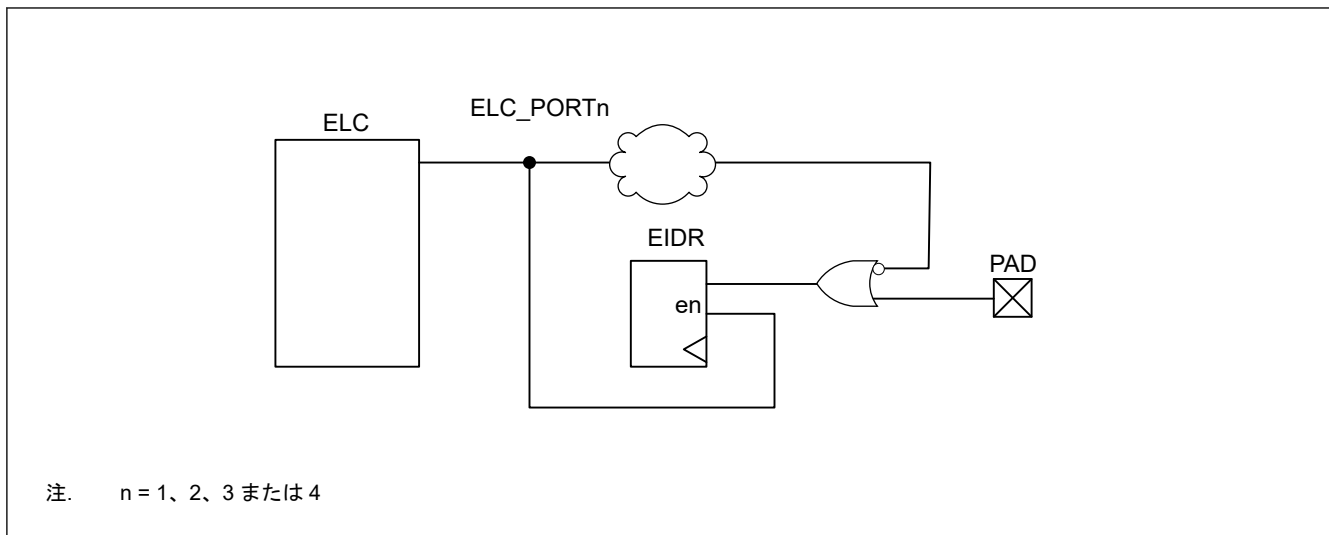 ELC_PORTn
ELC
EIDR
en
PAD
注. n = 1、2、3 または 4